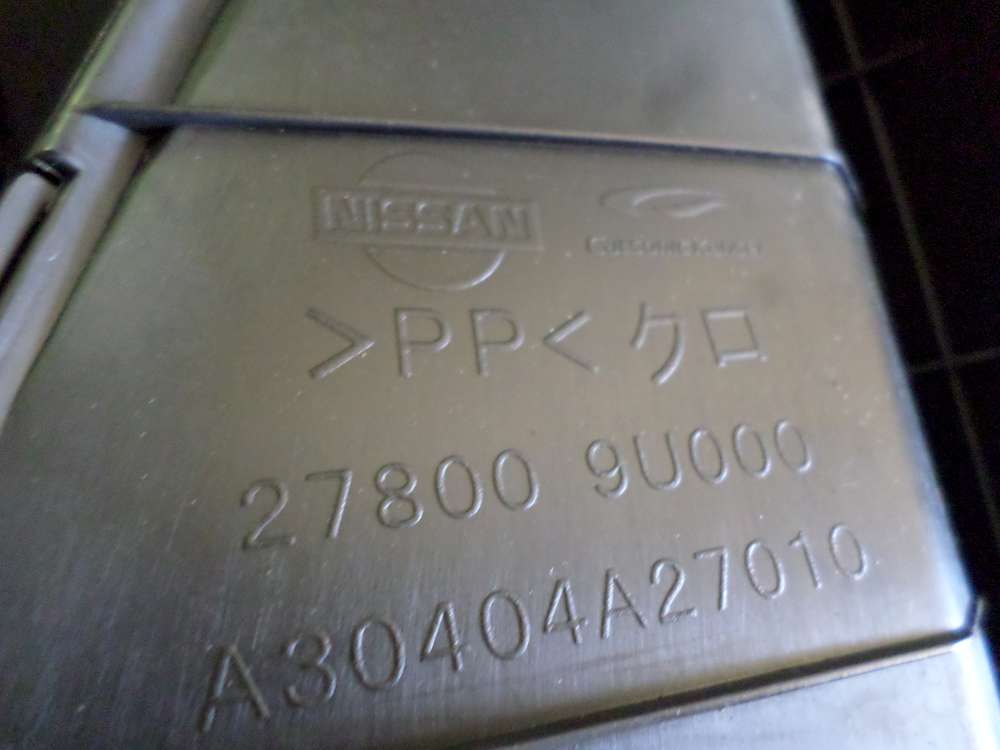 NISSAN
>PP< クロ
27800 9U000
A30404A27010